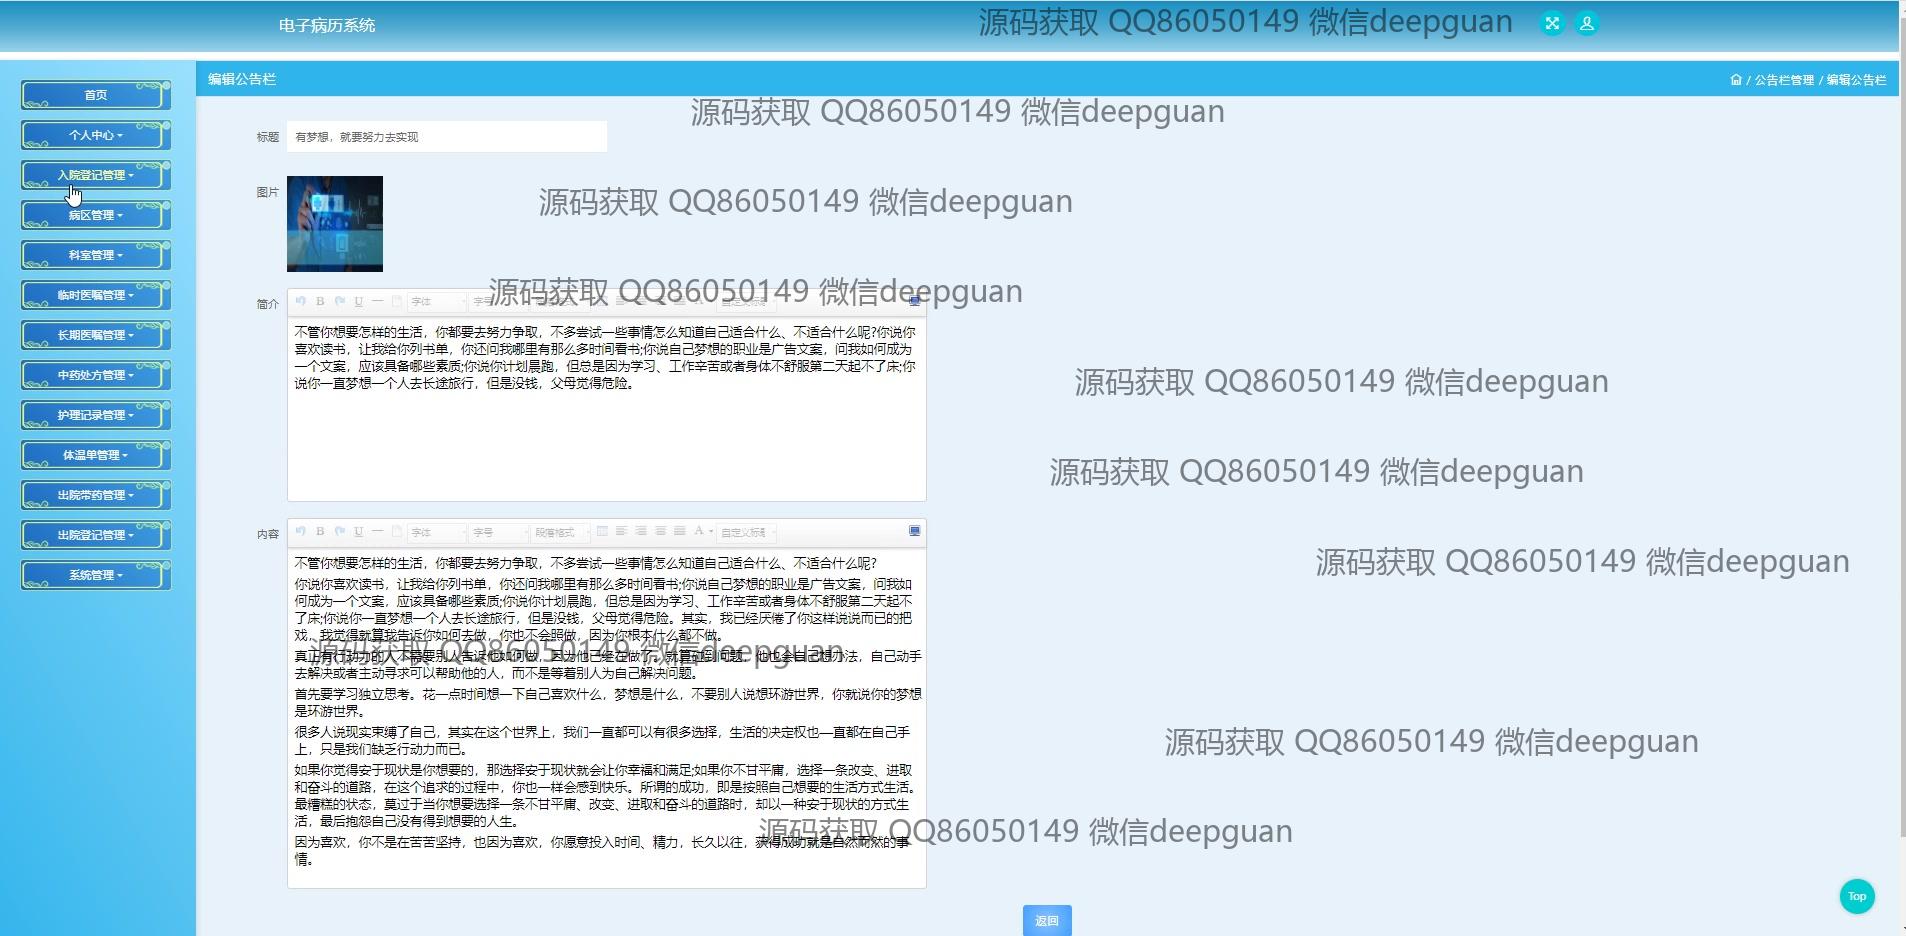 电子病历系统
源码获取 QQ86050149 微信deepguan
编辑公告栏
/ 公告栏管理 / 编辑公告栏
首页
个人中心
入院登记管理
病区管理
科室管理
临时医嘱管理
长期医嘱管理
中药处方管理
护理记录管理
体温单管理
出院带药管理
出院登记管理
系统管理
源码获取 QQ86050149 微信deepguan
标题
有梦想，就要努力去实现
图片
源码获取 QQ86050149 微信deepguan
简介
B U 字体 字号
源码获取 QQ86050149 微信deepguan
不管你想要怎样的生活，你都要去努力争取，不多尝试一些事情怎么知道自己适合什么、不适合什么呢?你说你
喜欢读书，让我给你列书单，你还问我哪里有那么多时间看书;你说自己梦想的职业是广告文案，问我如何成为
一个文案，应该具备哪些素质;你说你计划晨跑，但总是因为学习、工作辛苦或者身体不舒服第二天起不了床;你
说你一直梦想一个人去长途旅行，但是没钱，父母觉得危险。
源码获取 QQ86050149 微信deepguan
源码获取 QQ86050149 微信deepguan
内容
B U 字体 字号 段落格式 A 自定义标题
不管你想要怎样的生活，你都要去努力争取，不多尝试一些事情怎么知道自己适合什么、不适合什么呢?
你说你喜欢读书，让我给你列书单，你还问我哪里有那么多时间看书;你说自己梦想的职业是广告文案，问我如
何成为一个文案，应该具备哪些素质;你说你计划晨跑，但总是因为学习、工作辛苦或者身体不舒服第二天起不
了床;你说你一直梦想一个人去长途旅行，但是没钱，父母觉得危险。其实，我已经厌倦了你这样说说而已的把
戏，我觉得就算我告诉你如何去做，你也不会照做，因为你根本什么都不做。
真正有行动力的人不需要别人告诉他如何做，因为他已经在做了。就算碰到问题，他也会自己想办法，自己动手
去解决或者主动寻求可以帮助他的人，而不是等着别人为自己解决问题。
首先要学习独立思考。花一点时间想一下自己喜欢什么，梦想是什么，不要别人说想环游世界，你就说你的梦想
是环游世界。
很多人说现实束缚了自己，其实在这个世界上，我们一直都可以有很多选择，生活的决定权也—直都在自己手
上，只是我们缺乏行动力而已。
如果你觉得安于现状是你想要的，那选择安于现状就会让你幸福和满足;如果你不甘平庸，选择一条改变、进取
和奋斗的道路，在这个追求的过程中，你也一样会感到快乐。所谓的成功，即是按照自己想要的生活方式生活。
最糟糕的状态，莫过于当你想要选择一条不甘平庸、改变、进取和奋斗的道路时，却以一种安于现状的方式生
活，最后抱怨自己没有得到想要的人生。
因为喜欢，你不是在苦苦坚持，也因为喜欢，你愿意投入时间、精力，长久以往，获得成功就是自然而然的事
情。
源码获取 QQ86050149 微信deepguan
源码获取 QQ86050149 微信deepguan
源码获取 QQ86050149 微信deepguan
源码获取 QQ86050149 微信deepguan
Top
返回